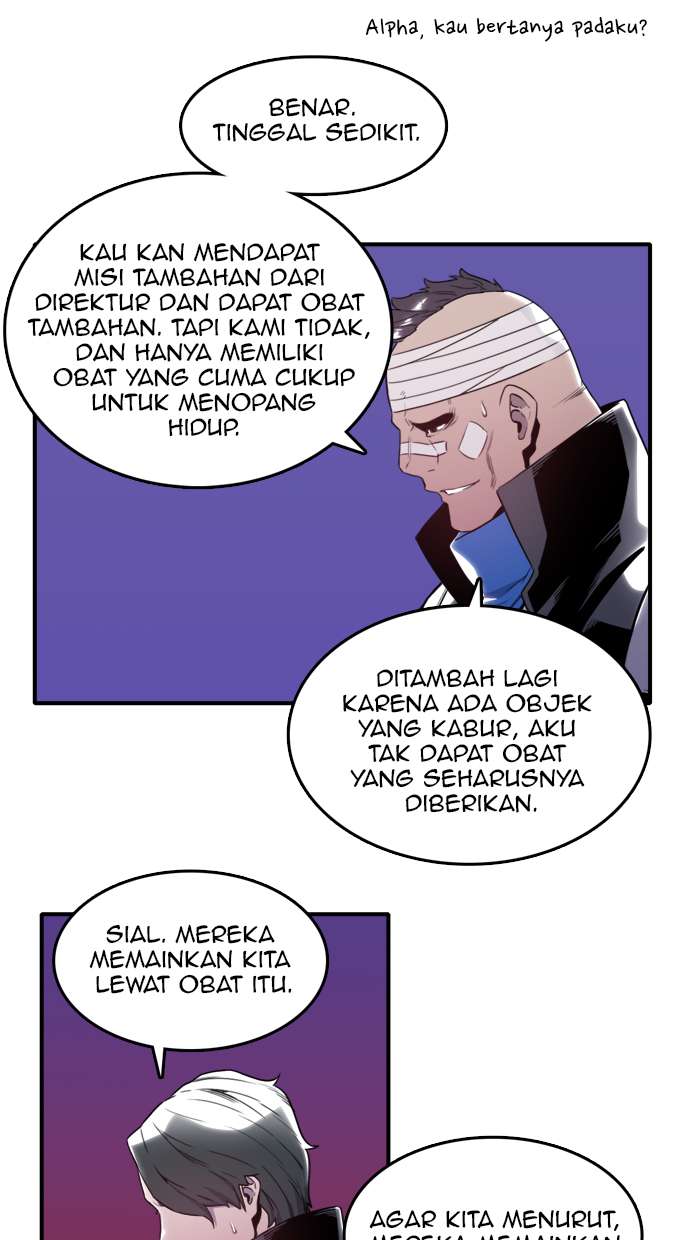 Alpha, kau bertanya padaku?
BENAR.
TINGGAL SEDIKIT.
KAU KAN MENDAPAT
MISI TAMBAHAN DARI
DIREKTUR DAN DAPAT OBAT
TAMBAHAN. TAPI KAMI TIDAK,
DAN HANYA MEMILIKI
OBAT YANG CUMA CUKUP
UNTUK MENOPANG
HIDUP.
DITAMBAH LAGI
KARENA ADA OBJEK
YANG KABUR, AKU
TAK DAPAT OBAT
YANG SEHARUSNYA
DIBERIKAN.
SIAL. MEREKA
MEMAINKAN KITA
LEWAT OBAT ITU.
AGAR KITA MENURUT,
MEREKA MEMAINKAN